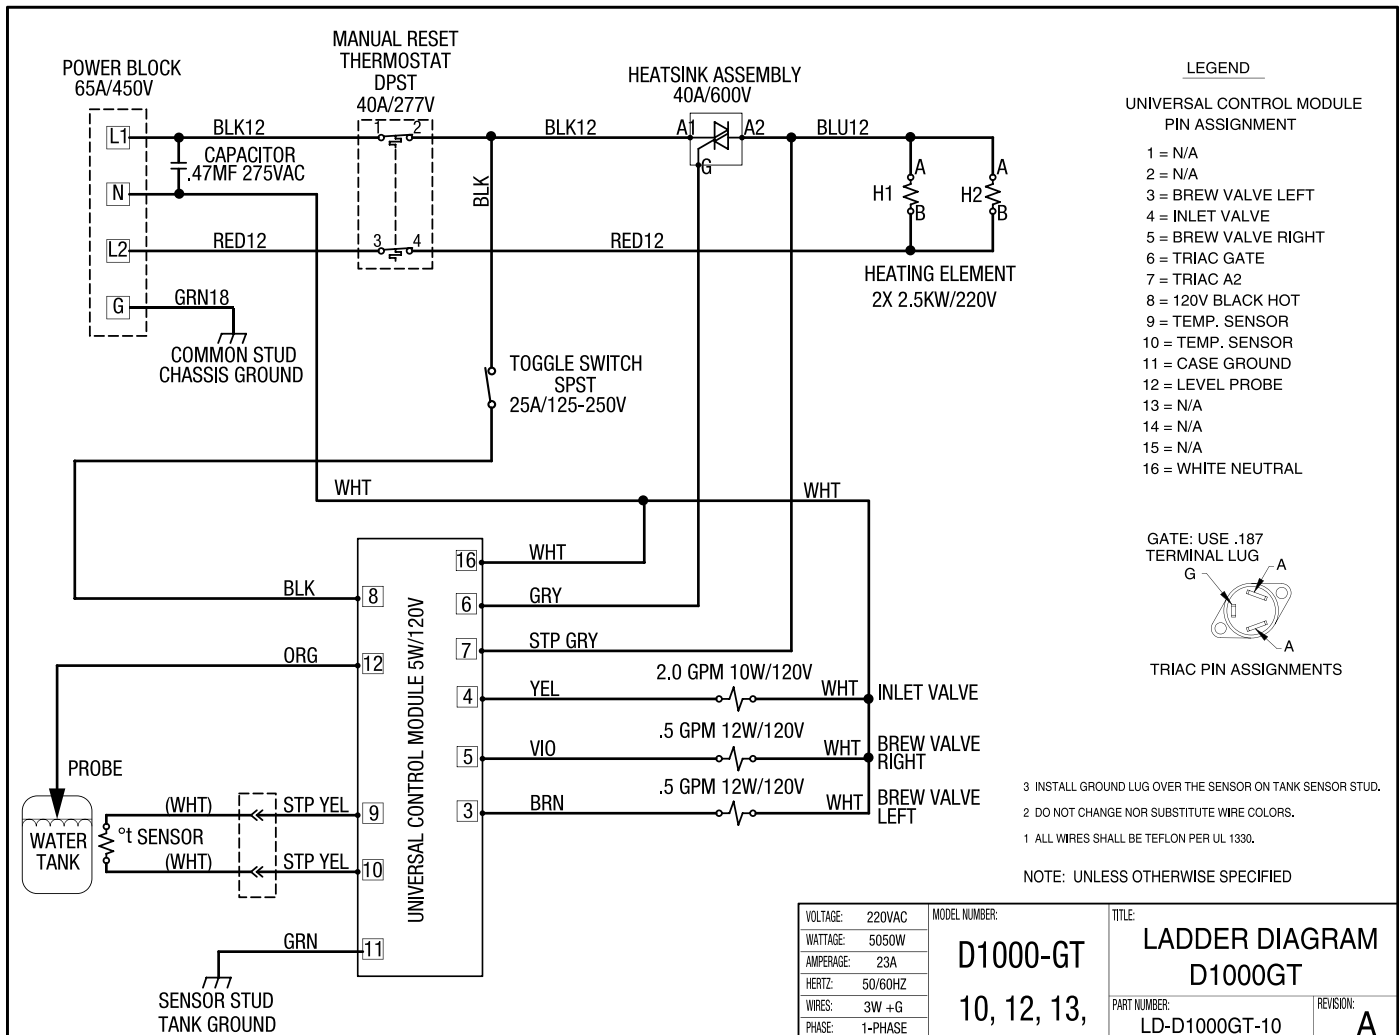 POWER BLOCK
65A/450V
L1
N
L2
G
BLK12
CAPACITOR
.47MF 275VAC
RED12
GRN18
COMMON STUD
CHASSIS GROUND
MANUAL RESET
THERMOSTAT
DPST
40A/277V
1 2
3 4
BLK12
BLK
RED12
HEATSINK ASSEMBLY
40A/600V
A1 A2
G
BLU12
A
H1
B
A
H2
B
HEATING ELEMENT
2X 2.5KW/220V
TOGGLE SWITCH
SPST
25A/125-250V
WHT
WHT
UNIVERSAL CONTROL MODULE 5W/120V
BLK
8
ORG
12
PROBE
WATER
TANK
°t SENSOR
(WHT)
STP YEL
9
(WHT)
STP YEL
10
GRN
11
SENSOR STUD
TANK GROUND
16
WHT
6
GRY
7
STP GRY
4
YEL
2.0 GPM 10W/120V
WHT
INLET VALVE
5
VIO
.5 GPM 12W/120V
WHT
BREW VALVE
RIGHT
3
BRN
.5 GPM 12W/120V
WHT
BREW VALVE
LEFT
LEGEND
UNIVERSAL CONTROL MODULE
PIN ASSIGNMENT
1 = N/A
2 = N/A
3 = BREW VALVE LEFT
4 = INLET VALVE
5 = BREW VALVE RIGHT
6 = TRIAC GATE
7 = TRIAC A2
8 = 120V BLACK HOT
9 = TEMP. SENSOR
10 = TEMP. SENSOR
11 = CASE GROUND
12 = LEVEL PROBE
13 = N/A
14 = N/A
15 = N/A
16 = WHITE NEUTRAL
GATE: USE .187
TERMINAL LUG
G
A
A
TRIAC PIN ASSIGNMENTS
3 INSTALL GROUND LUG OVER THE SENSOR ON TANK SENSOR STUD.
2 DO NOT CHANGE NOR SUBSTITUTE WIRE COLORS.
1 ALL WIRES SHALL BE TEFLON PER UL 1330.
NOTE: UNLESS OTHERWISE SPECIFIED
VOLTAGE: 220VAC
WATTAGE: 5050W
AMPERAGE: 23A
HERTZ: 50/60HZ
WIRES: 3W +G
PHASE: 1-PHASE
MODEL NUMBER:
D1000-GT
10, 12, 13,
TITLE:
LADDER DIAGRAM
D1000GT
PART NUMBER:
LD-D1000GT-10
REVISION:
A